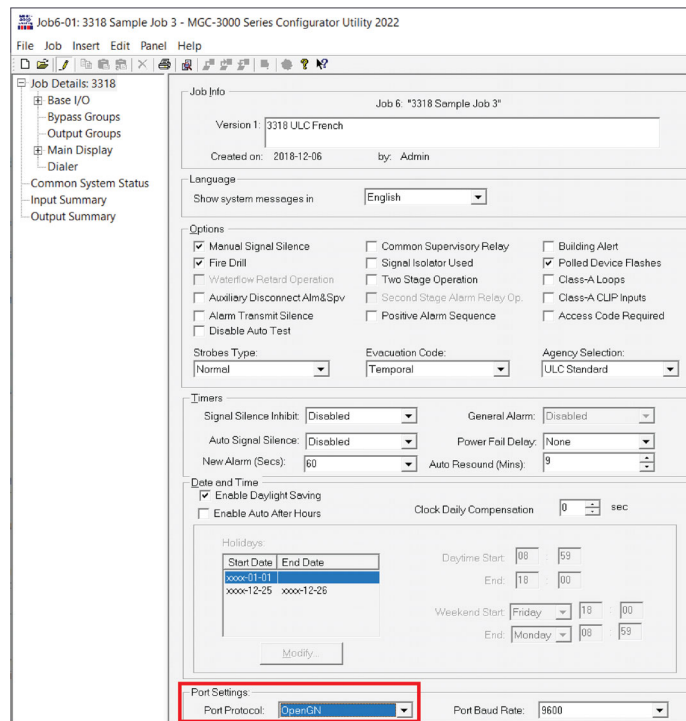 Job6-01: 3318 Sample Job 3 - MGC-3000 Series Configurator Utility 2022
File Job Insert Edit Panel Help
Job Details: 3318
Base I/O
Bypass Groups
Output Groups
Main Display
Dialer
Common System Status
Input Summary
Output Summary
Job Info
Job 6: "3318 Sample Job 3"
Version 1: 3318 ULC French
Created on: 2018-12-06 by: Admin
Language
Show system messages in English
Options
Manual Signal Silence Common Supervisory Relay Building Alert
Fire Drill Signal Isolator Used Polled Device Flashes
Waterflow Retard Operation Two Stage Operation Class-A Loops
Auxiliary Disconnect Alm&Spv Second Stage Alarm Relay Op. Class-A CLIP Inputs
Alarm Transmit Silence Positive Alarm Sequence Access Code Required
Disable Auto Test
Strobes Type: Evacuation Code: Agency Selection:
Normal Temporal ULC Standard
Timers
Signal Silence Inhibit: Disabled General Alarm: Disabled
Auto Signal Silence: Disabled Power Fail Delay: None
New Alarm (Secs): 60 Auto Resound (Mins): 9
Date and Time
Enable Daylight Saving
Enable Auto After Hours Clock Daily Compensation 0 sec
Holidays:
Start Date End Date
xxxx-01-01
xxxx-12-25 xxxx-12-26
Modify...
Daytime Start: 08 : 59
End: 18 : 00
Weekend Start: Friday 18 : 00
End: Monday 08 : 59
Port Settings:
Port Protocol: OpenGN Port Baud Rate: 9600